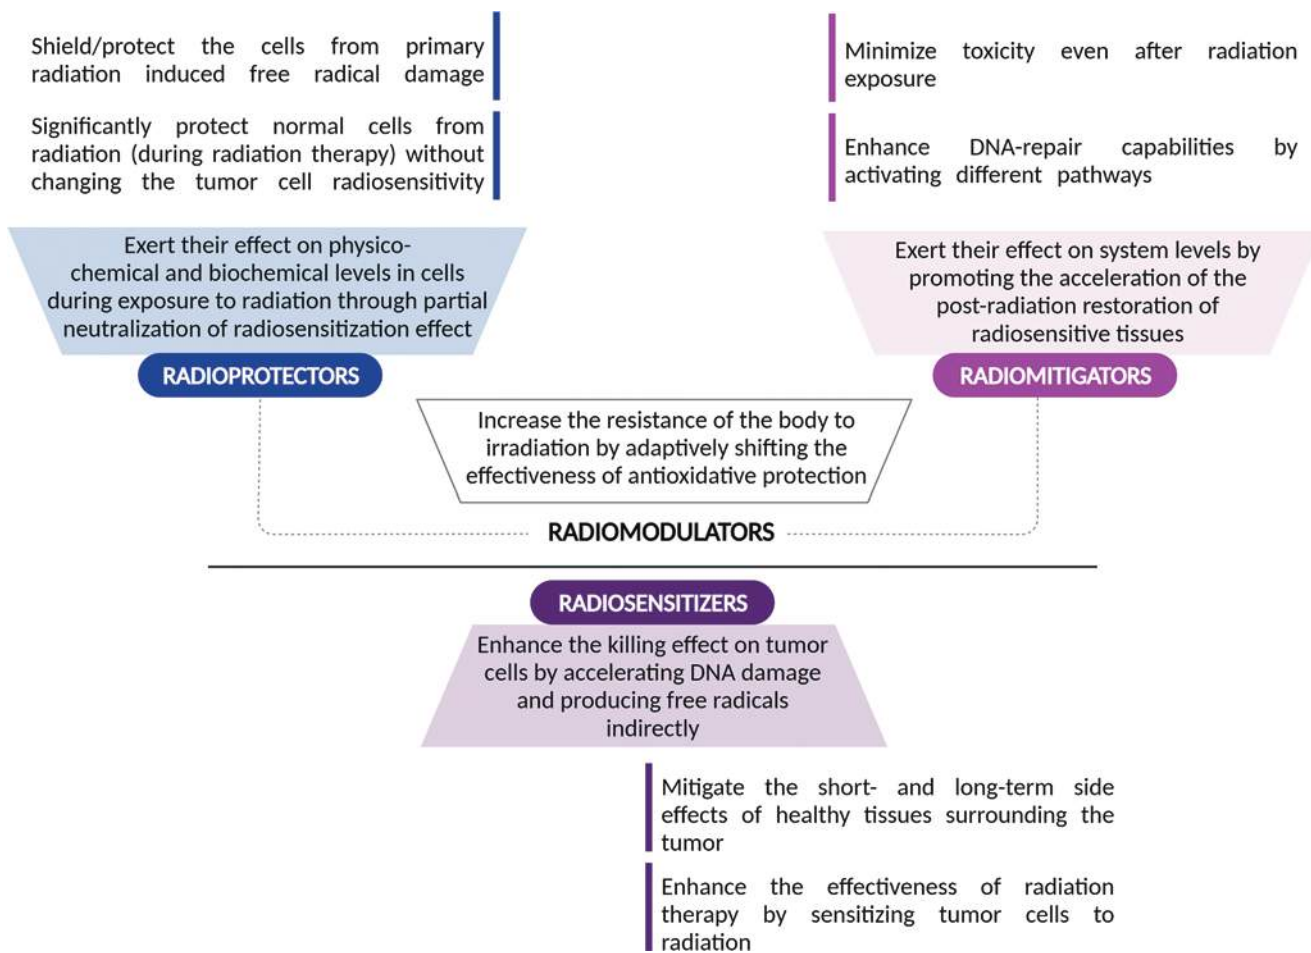 Shield/protect the cells from primary
radiation induced free radical damage
Significantly protect normal cells from
radiation (during radiation therapy) without
changing the tumor cell radiosensitivity
Exert their effect on physico-
chemical and biochemical levels in cells
during exposure to radiation through partial
neutralization of radiosensitization effect
RADIOPROTECTORS
Minimize toxicity even after radiation
exposure
Enhance DNA-repair capabilities by
activating different pathways
Exert their effect on system levels by
promoting the acceleration of the
post-radiation restoration of
radiosensitive tissues
RADIOMITIGATORS
Increase the resistance of the body to
irradiation by adaptively shifting the
effectiveness of antioxidative protection
RADIOMODULATORS
RADIOSENSITIZERS
Enhance the killing effect on tumor
cells by accelerating DNA damage
and producing free radicals
indirectly
Mitigate the short- and long-term side
effects of healthy tissues surrounding the
tumor
Enhance the effectiveness of radiation
therapy by sensitizing tumor cells to
radiation